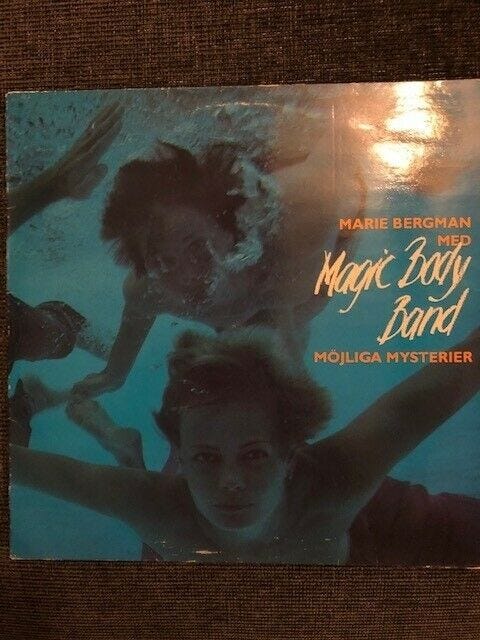 MARIE BERGMAN
MED
Magic Body
Band
MÖJLIGA MYSTERIER